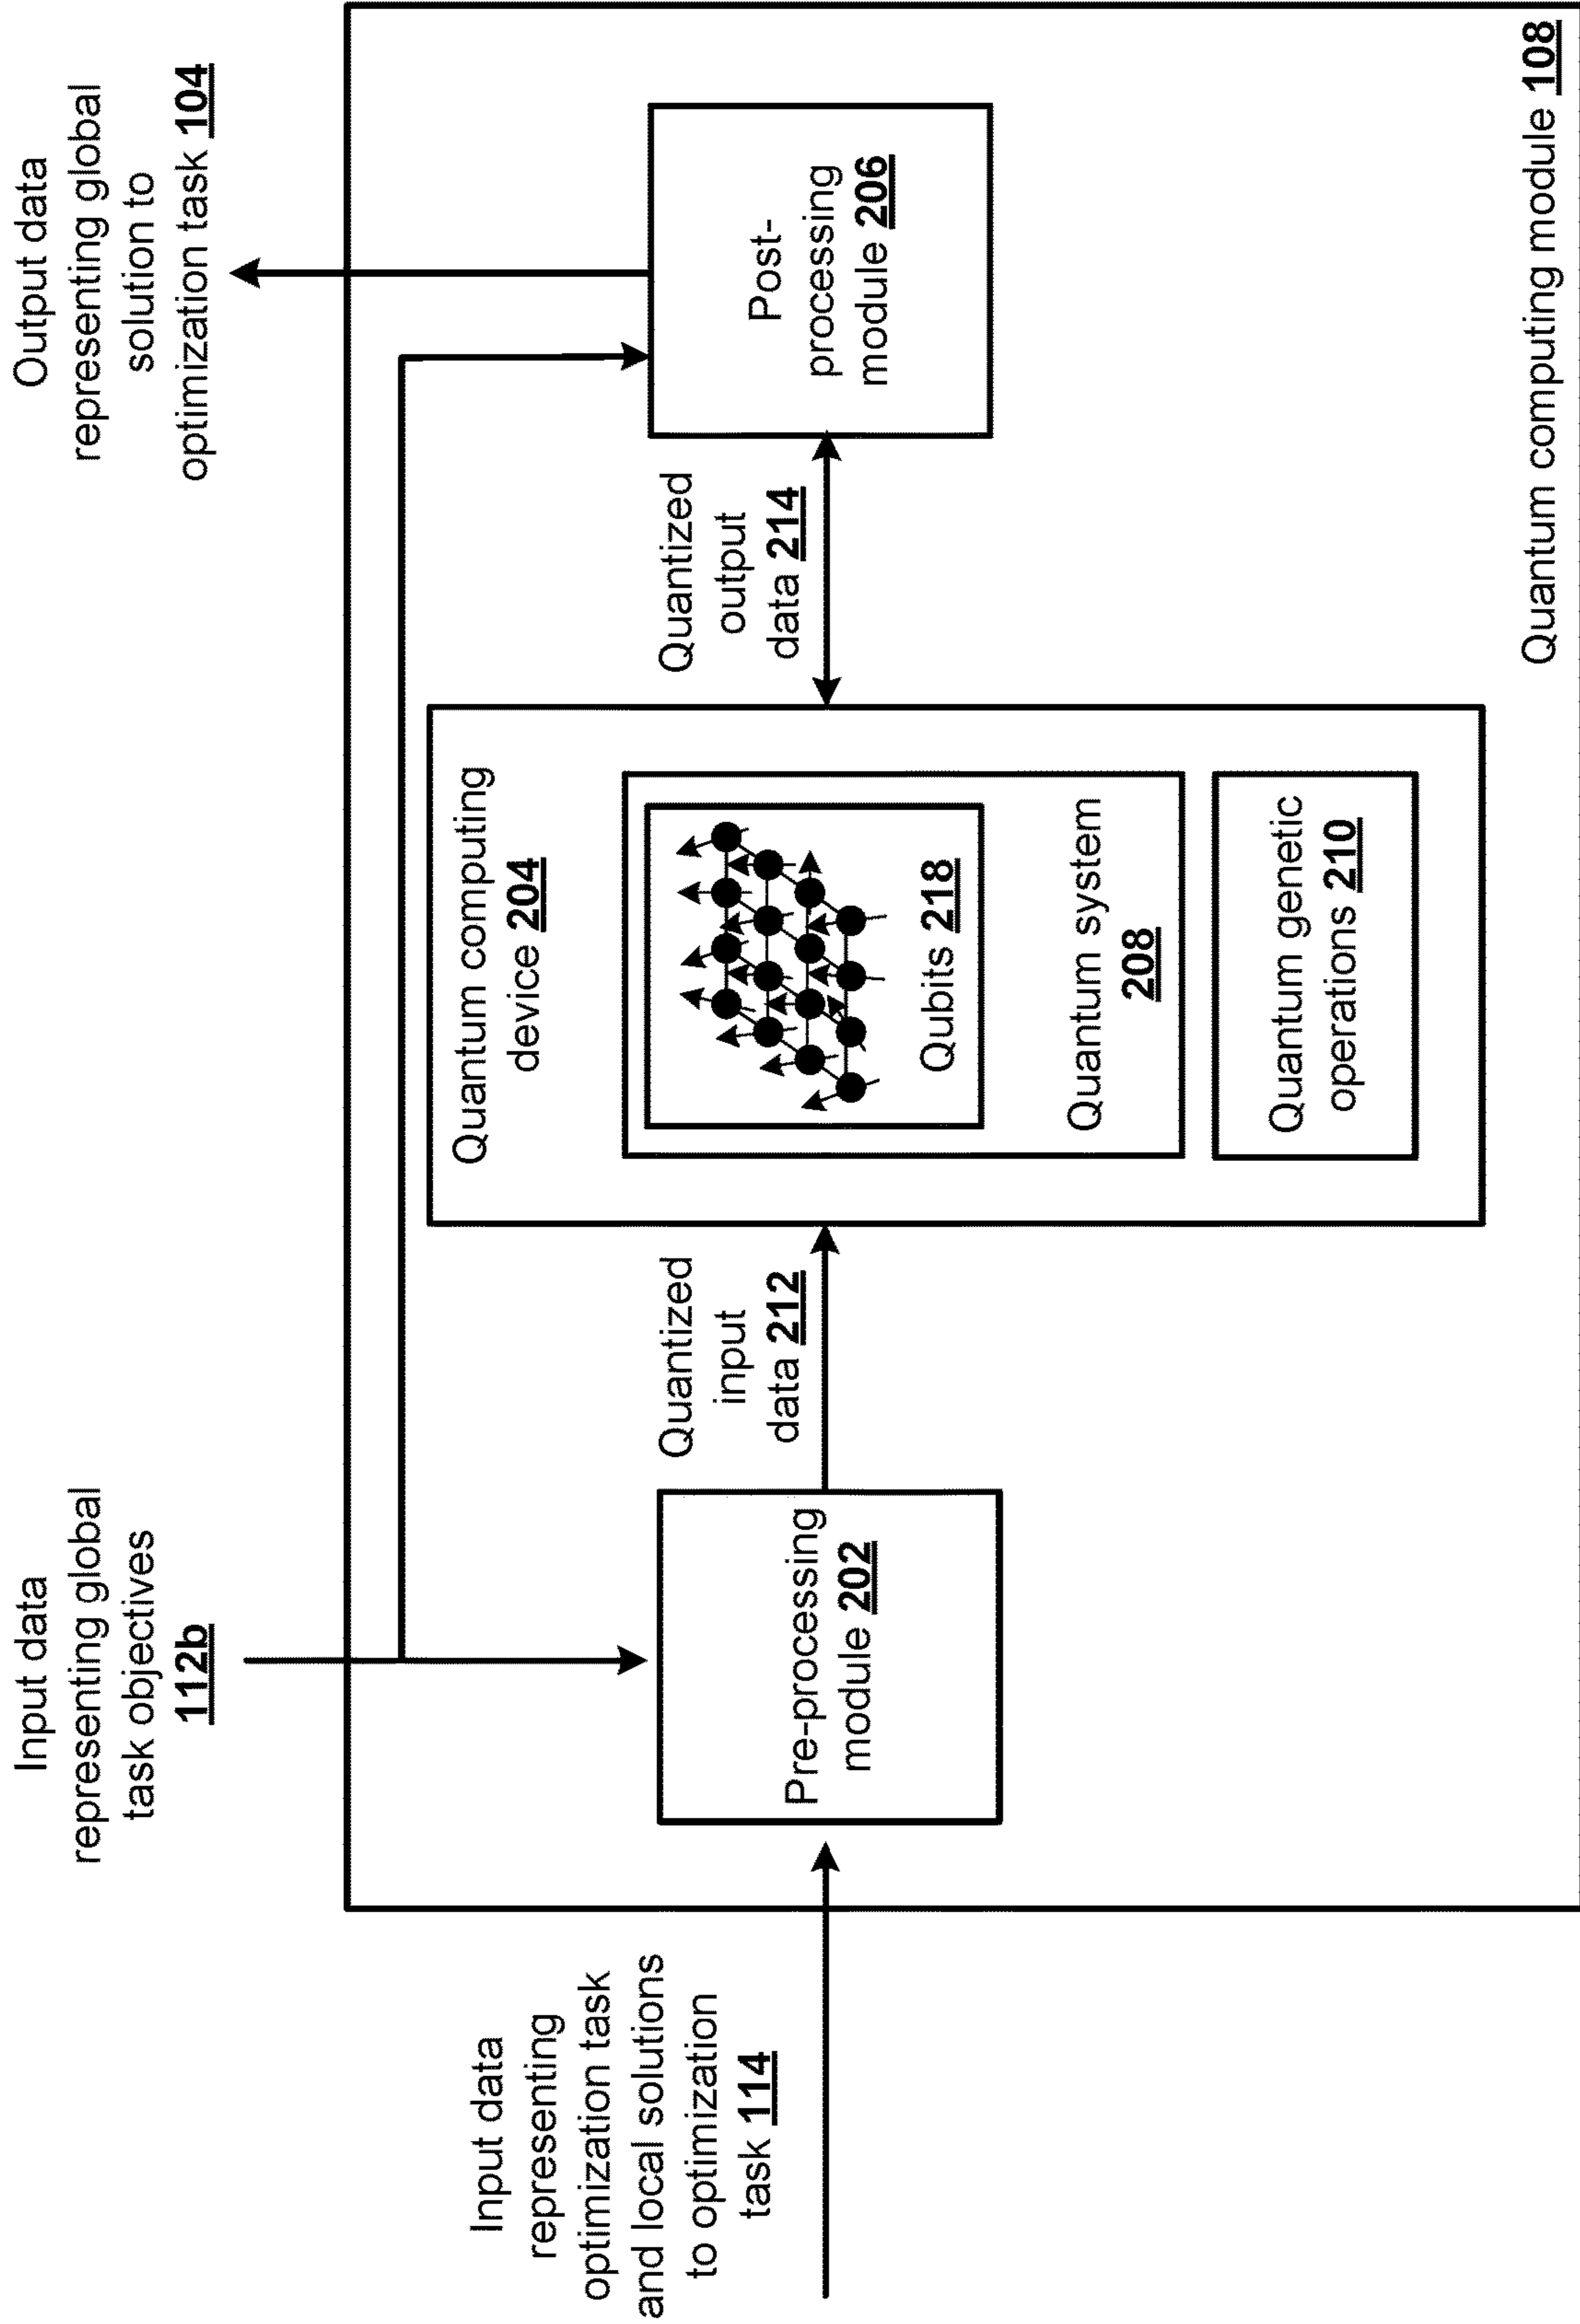 Input data
representing global
task objectives
112b
Output data
representing global
solution to
optimization task 104
Input data
representing
optimization task
and local solutions
to optimization
task 114
Pre-processing
module 202
Quantized
input
data 212
Quantum computing
device 204
Qubits 218
Quantum system
208
Quantum genetic
operations 210
Quantized
output
data 214
Post-
processing
module 206
Quantum computing module 108